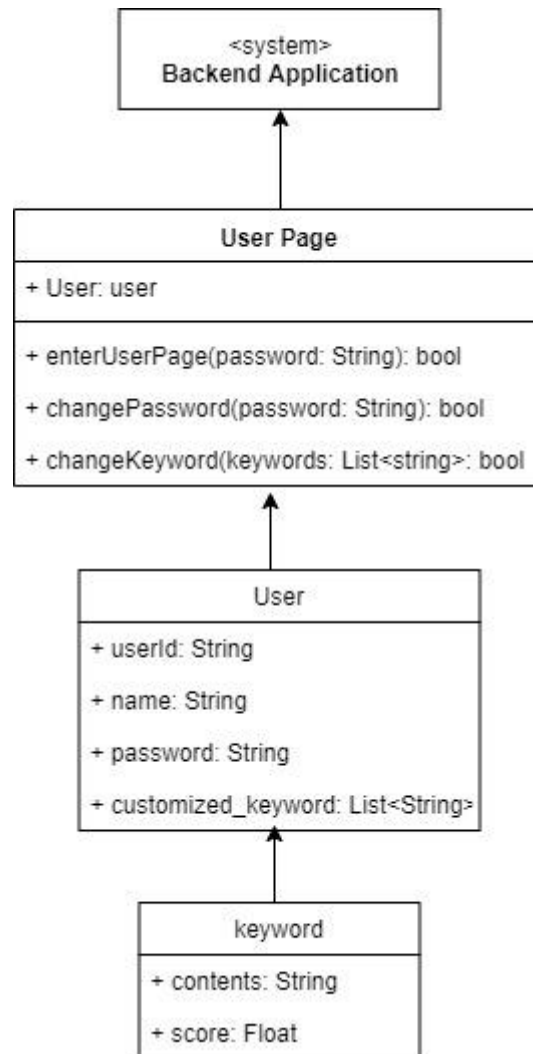 <system>
Backend Application
User Page
+ User: user
+ enterUserPage(password: String): bool
+ changePassword(password: String): bool
+ changeKeyword(keywords: List<string>: bool
User
+ userId: String
+ name: String
+ password: String
+ customized_keyword: List<String>
keyword
+ contents: String
+ score: Float